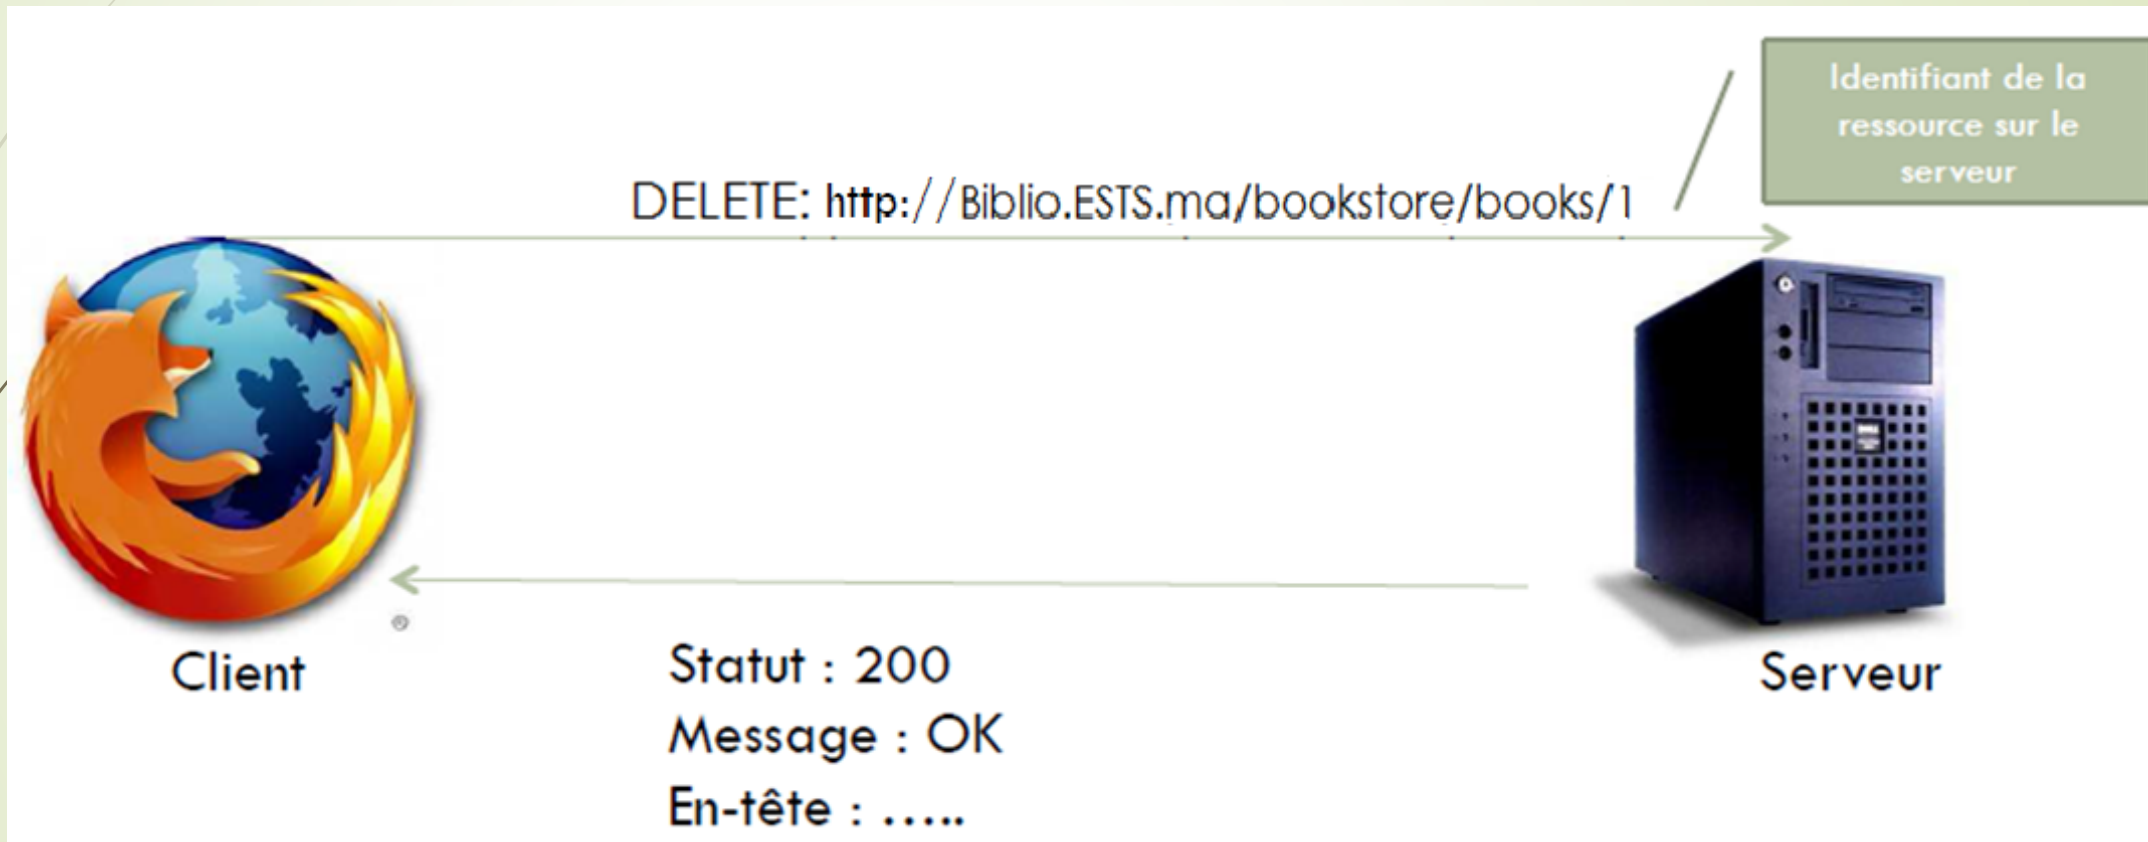 Identifiant de la
ressource sur le
serveur
DELETE: http://Biblio.ESTS.ma/bookstore/books/1
®
Client
Serveur
Statut : 200
Message : OK
En-tête : .....